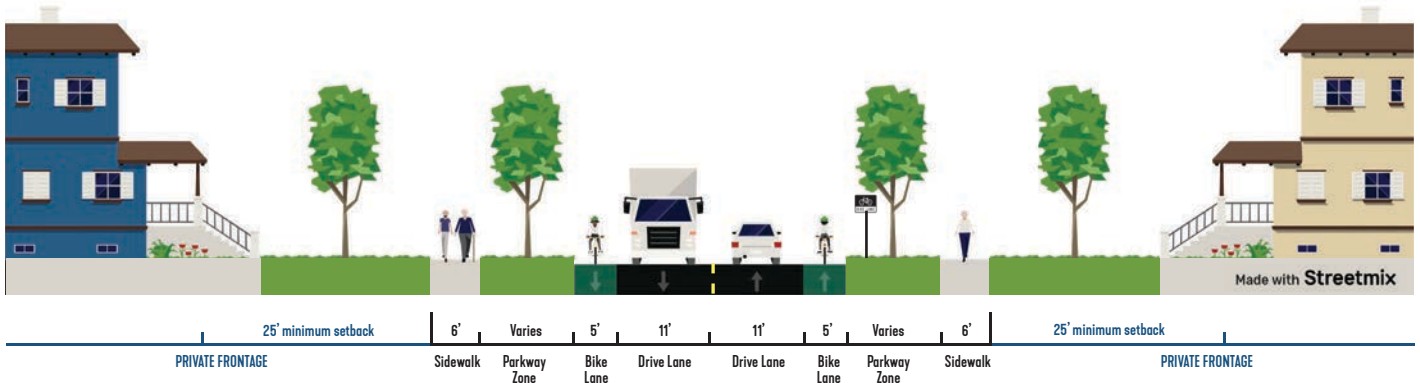 Made with Streetmix
25’ minimum setback 6’ Varies 5’ 11’ 11’ 5’ Varies 6’ 25’ minimum setback
PRIVATE FRONTAGE Sidewalk Parkway Zone Bike Lane Drive Lane Drive Lane Bike Lane Parkway Zone Sidewalk PRIVATE FRONTAGE